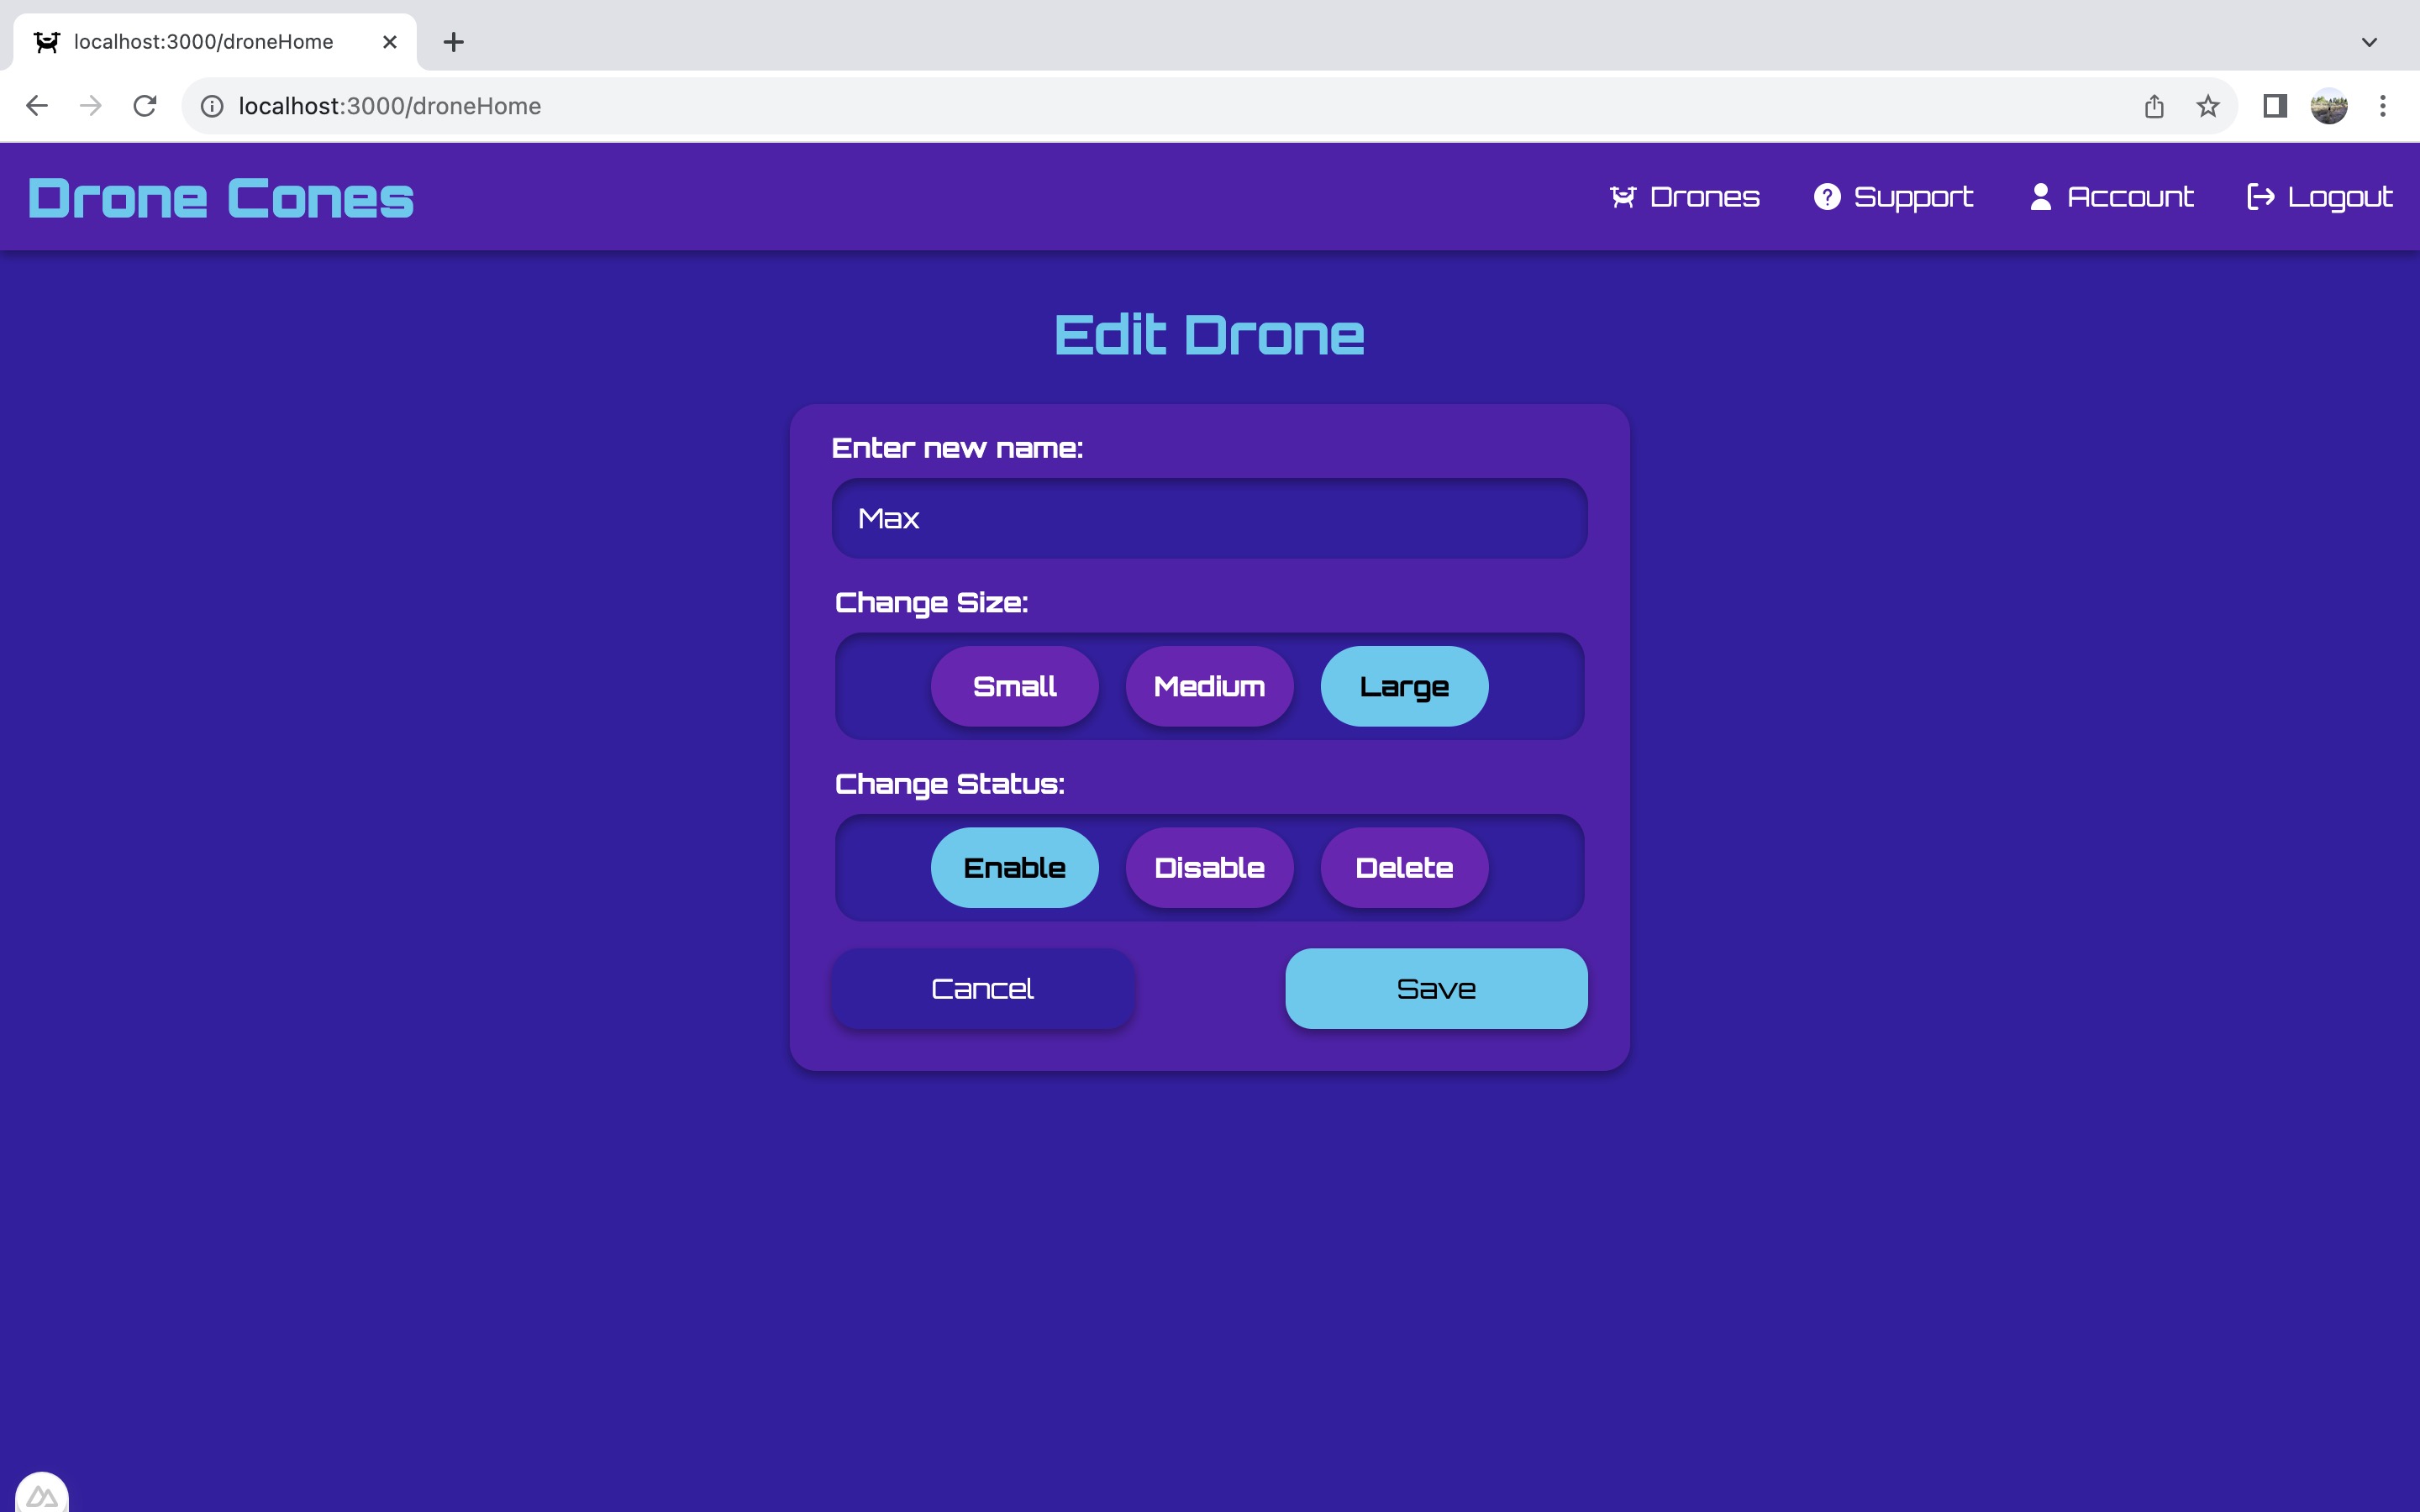 localhost:3000/droneHome
localhost:3000/droneHome
Drone Cones
Drones Support Account Logout
Edit Drone
Enter new name:
Max
Change Size:
Small Medium Large
Change Status:
Enable Disable Delete
Cancel Save